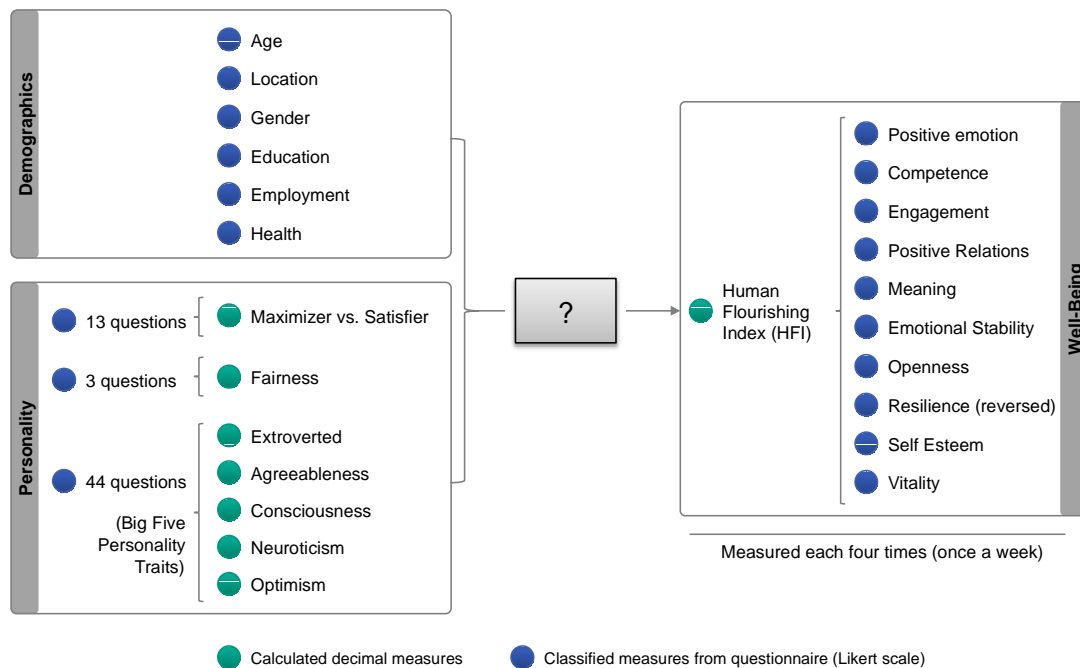 Demographics
Age
Location
Gender
Education
Employment
Health
Personality
13 questions
Maximizer vs. Satisfier
3 questions
Fairness
44 questions
(Big Five
Personality
Traits)
Extroverted
Agreeableness
Consciousness
Neuroticism
Optimism
?
Human
Flourishing
Index (HFI)
Positive emotion
Competence
Engagement
Positive Relations
Meaning
Emotional Stability
Openness
Resilience (reversed)
Self Esteem
Vitality
Well-Being
Measured each four times (once a week)
Calculated decimal measures
Classified measures from questionnaire (Likert scale)